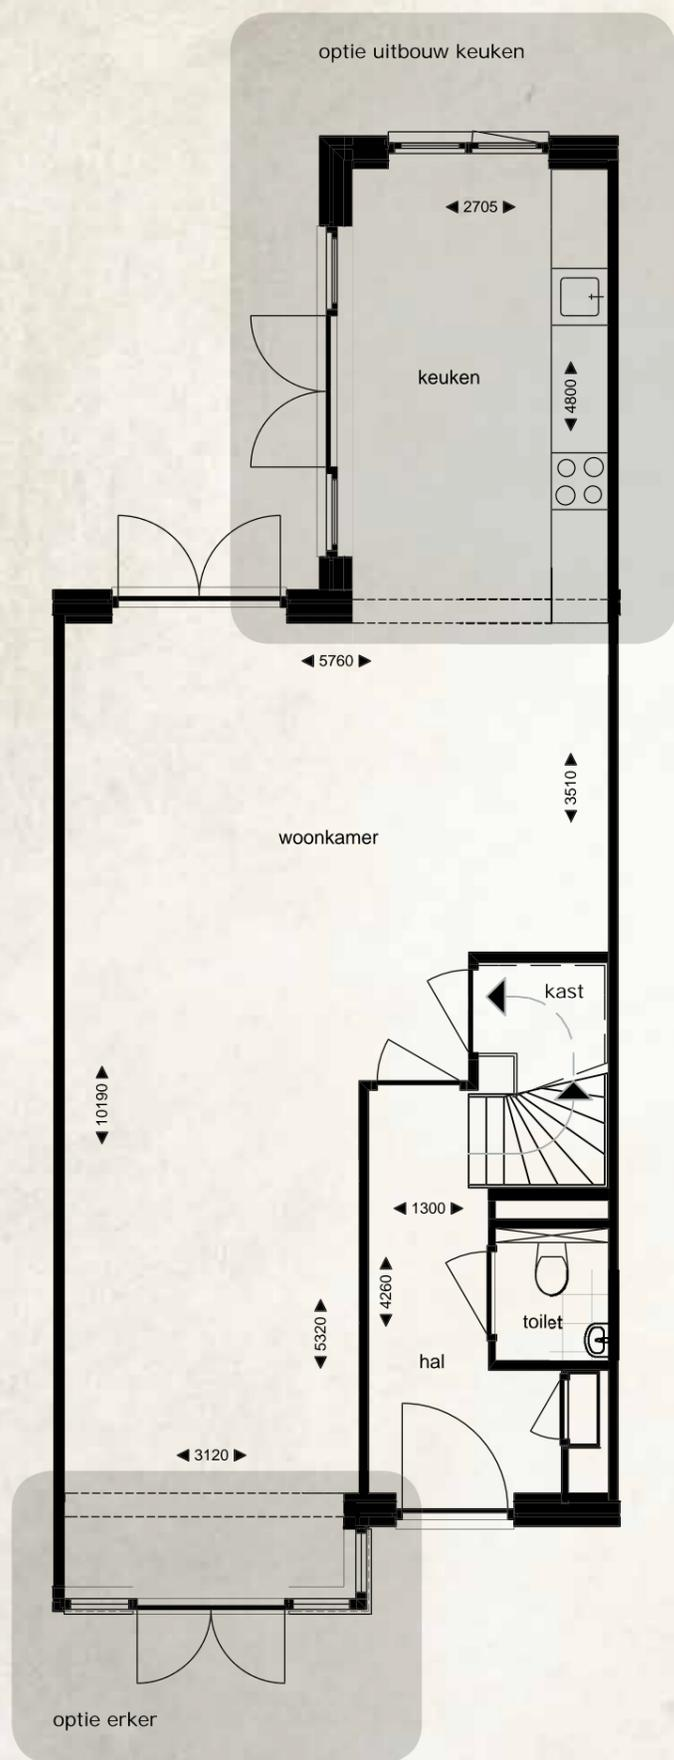 optie uitbouw keuken
2705
keuken
4800
5760
3510
woonkamer
kast
10190
1300
4260
5320
toilet
hal
3120
optie erker